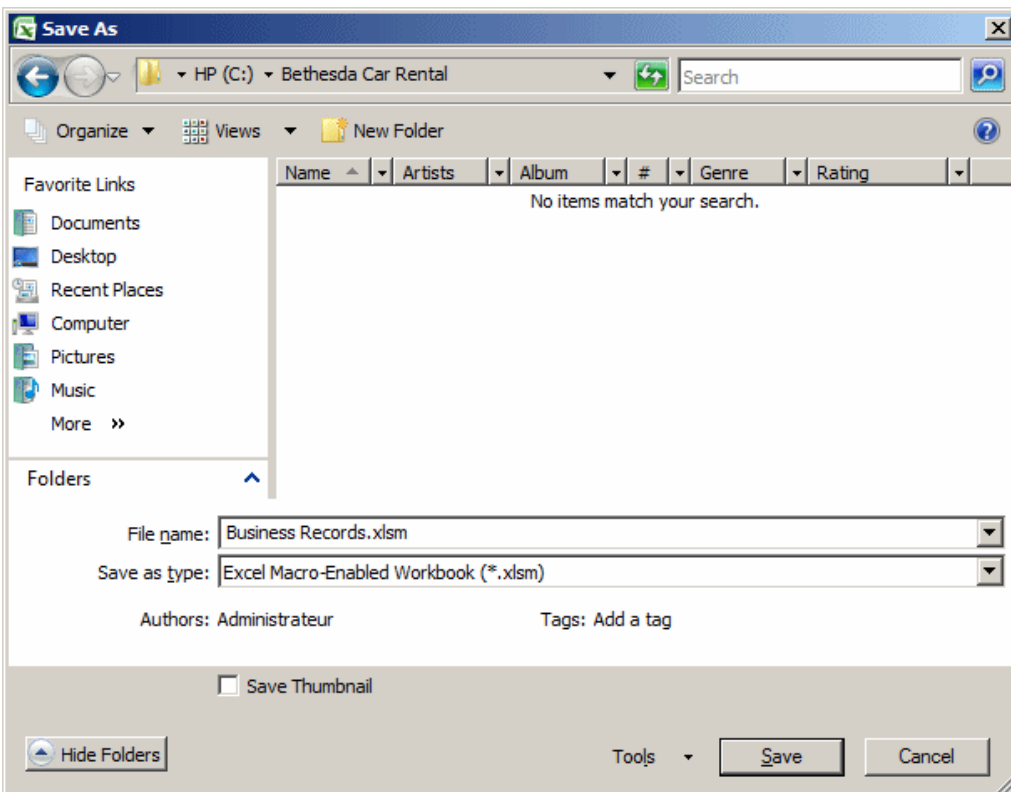 Save As
HP (C:) Bethesda Car Rental Search
Organize Views New Folder
Favorite Links
Documents
Desktop
Recent Places
Computer
Pictures
Music
More »
Folders
Name Artists Album # Genre Rating
No items match your search.
File name: Business Records.xlsm
Save as type: Excel Macro-Enabled Workbook (*.xlsm)
Authors: Administrateur Tags: Add a tag
Save Thumbnail
Hide Folders Tools Save Cancel